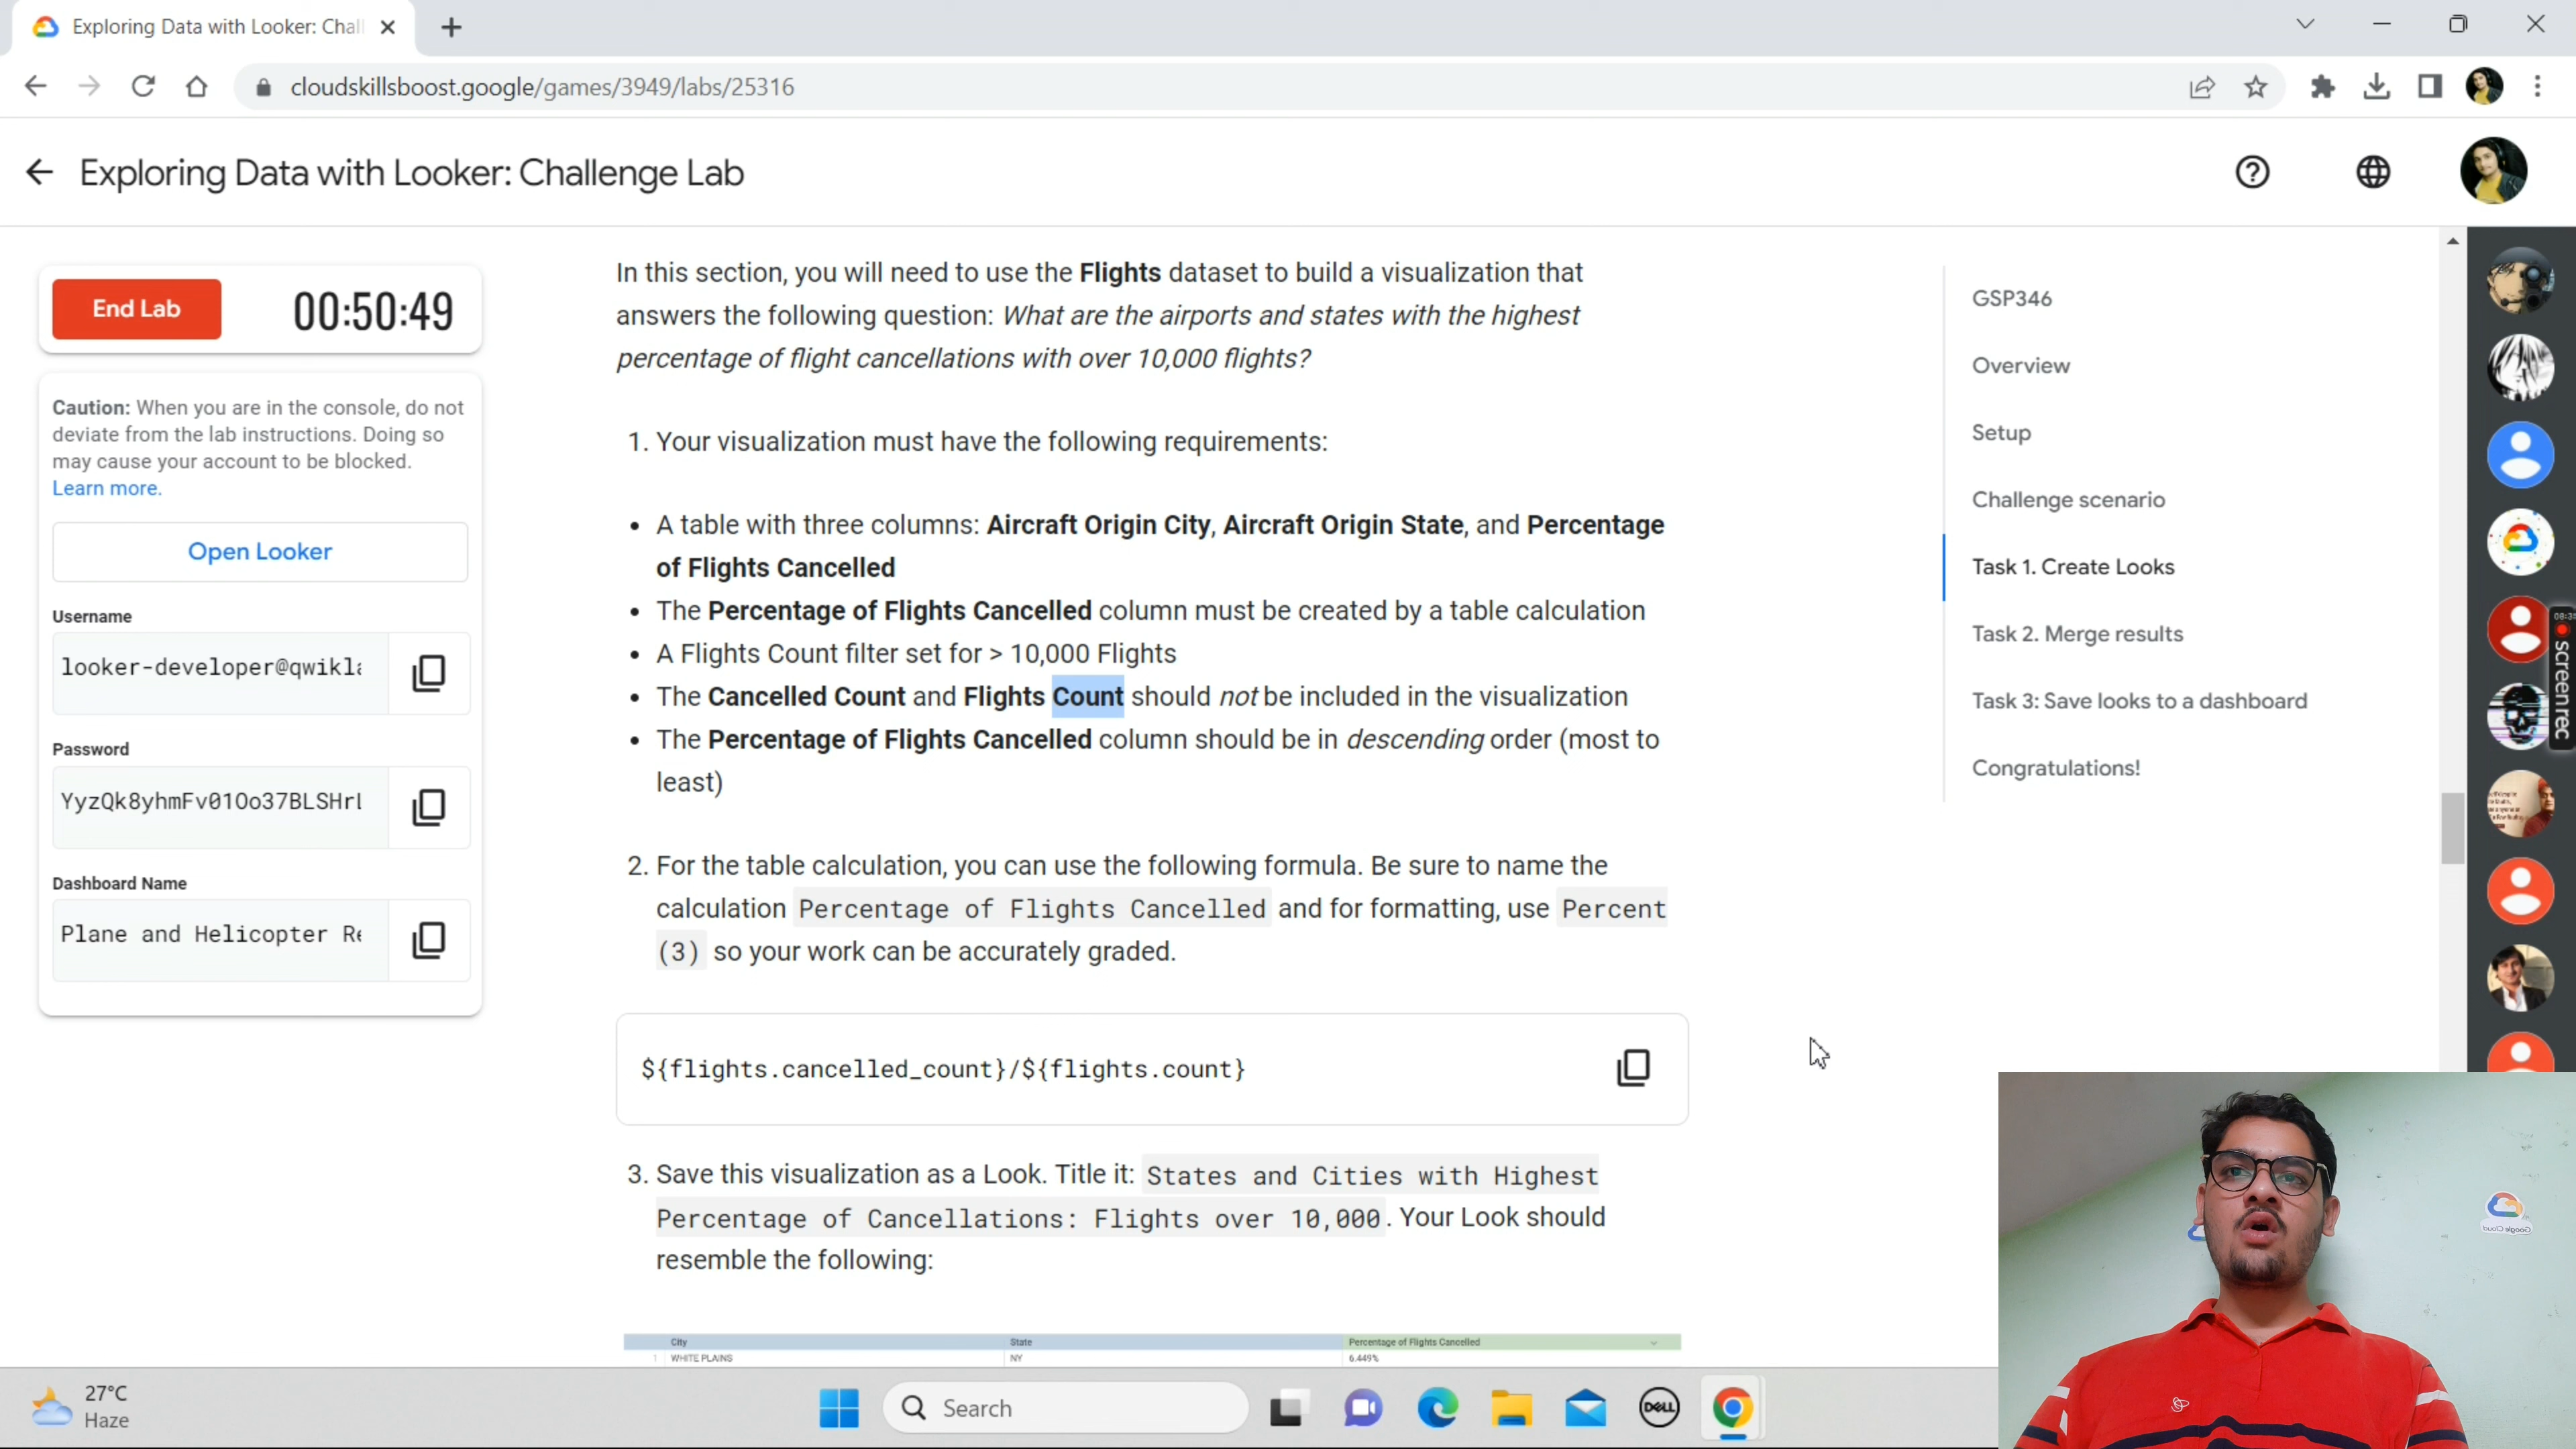 Exploring Data with Looker: Chal
cloudskillsboost.google/games/3949/labs/25316
Exploring Data with Looker: Challenge Lab
End Lab
00:50:49
Caution: When you are in the console, do not
deviate from the lab instructions. Doing so
may cause your account to be blocked.
Learn more.
Open Looker
Username
looker-developer@qwikla
Password
YyzQk8yhmFv01Oo37BLSHrL
Dashboard Name
Plane and Helicopter Re
In this section, you will need to use the Flights dataset to build a visualization that
answers the following question: What are the airports and states with the highest
percentage of flight cancellations with over 10,000 flights?
1. Your visualization must have the following requirements:
• A table with three columns: Aircraft Origin City, Aircraft Origin State, and Percentage
of Flights Cancelled
• The Percentage of Flights Cancelled column must be created by a table calculation
• A Flights Count filter set for > 10,000 Flights
• The Cancelled Count and Flights Count should not be included in the visualization
• The Percentage of Flights Cancelled column should be in descending order (most to
least)
2. For the table calculation, you can use the following formula. Be sure to name the
calculation Percentage of Flights Cancelled and for formatting, use Percent
(3) so your work can be accurately graded.
${flights.cancelled_count}/${flights.count}
3. Save this visualization as a Look. Title it: States and Cities with Highest
Percentage of Cancellations: Flights over 10,000. Your Look should
resemble the following:
City State Percentage of Flights Cancelled
1 WHITE PLAINS NY 6.449%
GSP346
Overview
Setup
Challenge scenario
Task 1. Create Looks
Task 2. Merge results
Task 3: Save looks to a dashboard
Congratulations!
screenrec
Google Cloud
27°C
Haze
Search
DELL